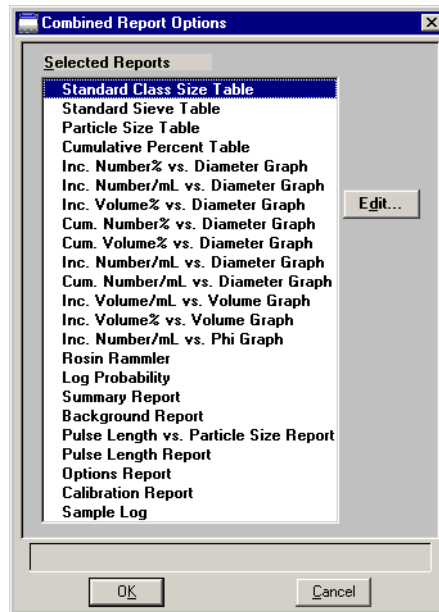 Combined Report Options
Selected Reports
Standard Class Size Table
Standard Sieve Table
Particle Size Table
Cumulative Percent Table
Inc. Number% vs. Diameter Graph
Inc. Number/mL vs. Diameter Graph
Inc. Volume% vs. Diameter Graph
Edit...
Cum. Number% vs. Diameter Graph
Cum. Volume% vs. Diameter Graph
Inc. Number/mL vs. Diameter Graph
Cum. Number/mL vs. Diameter Graph
Inc. Volume/mL vs. Volume Graph
Inc. Volume% vs. Volume Graph
Inc. Number/mL vs. Phi Graph
Rosin Rammler
Log Probability
Summary Report
Background Report
Pulse Length vs. Particle Size Report
Pulse Length Report
Options Report
Calibration Report
Sample Log
OK
Cancel